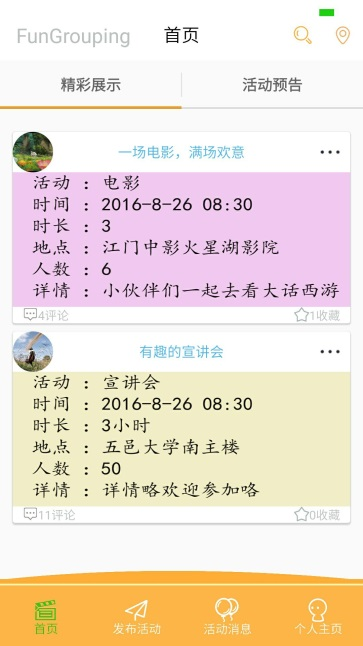 FunGrouping 首页
精彩展示 活动预告
一场电影，满场欢意
活动 : 电影
时间 : 2016-8-26 08:30
时长 : 3
地点 : 江门中影火星湖影院
人数 : 6
详情 : 小伙伴们一起去看大话西游
4评论 1收藏
有趣的宣讲会
活动 : 宣讲会
时间 : 2016-8-26 08:30
时长 : 3小时
地点 : 五邑大学南主楼
人数 : 50
详情 : 详情略欢迎参加咯
11评论 0收藏
首页 发布活动 活动消息 个人主页